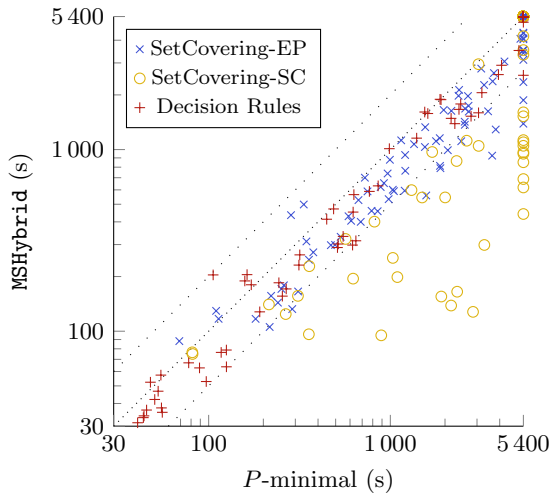 5 400
SetCovering-EP
SetCovering-SC
Decision Rules
1 000
MSHybrid (s)
100
30
30
100
1 000
5 400
P-minimal (s)